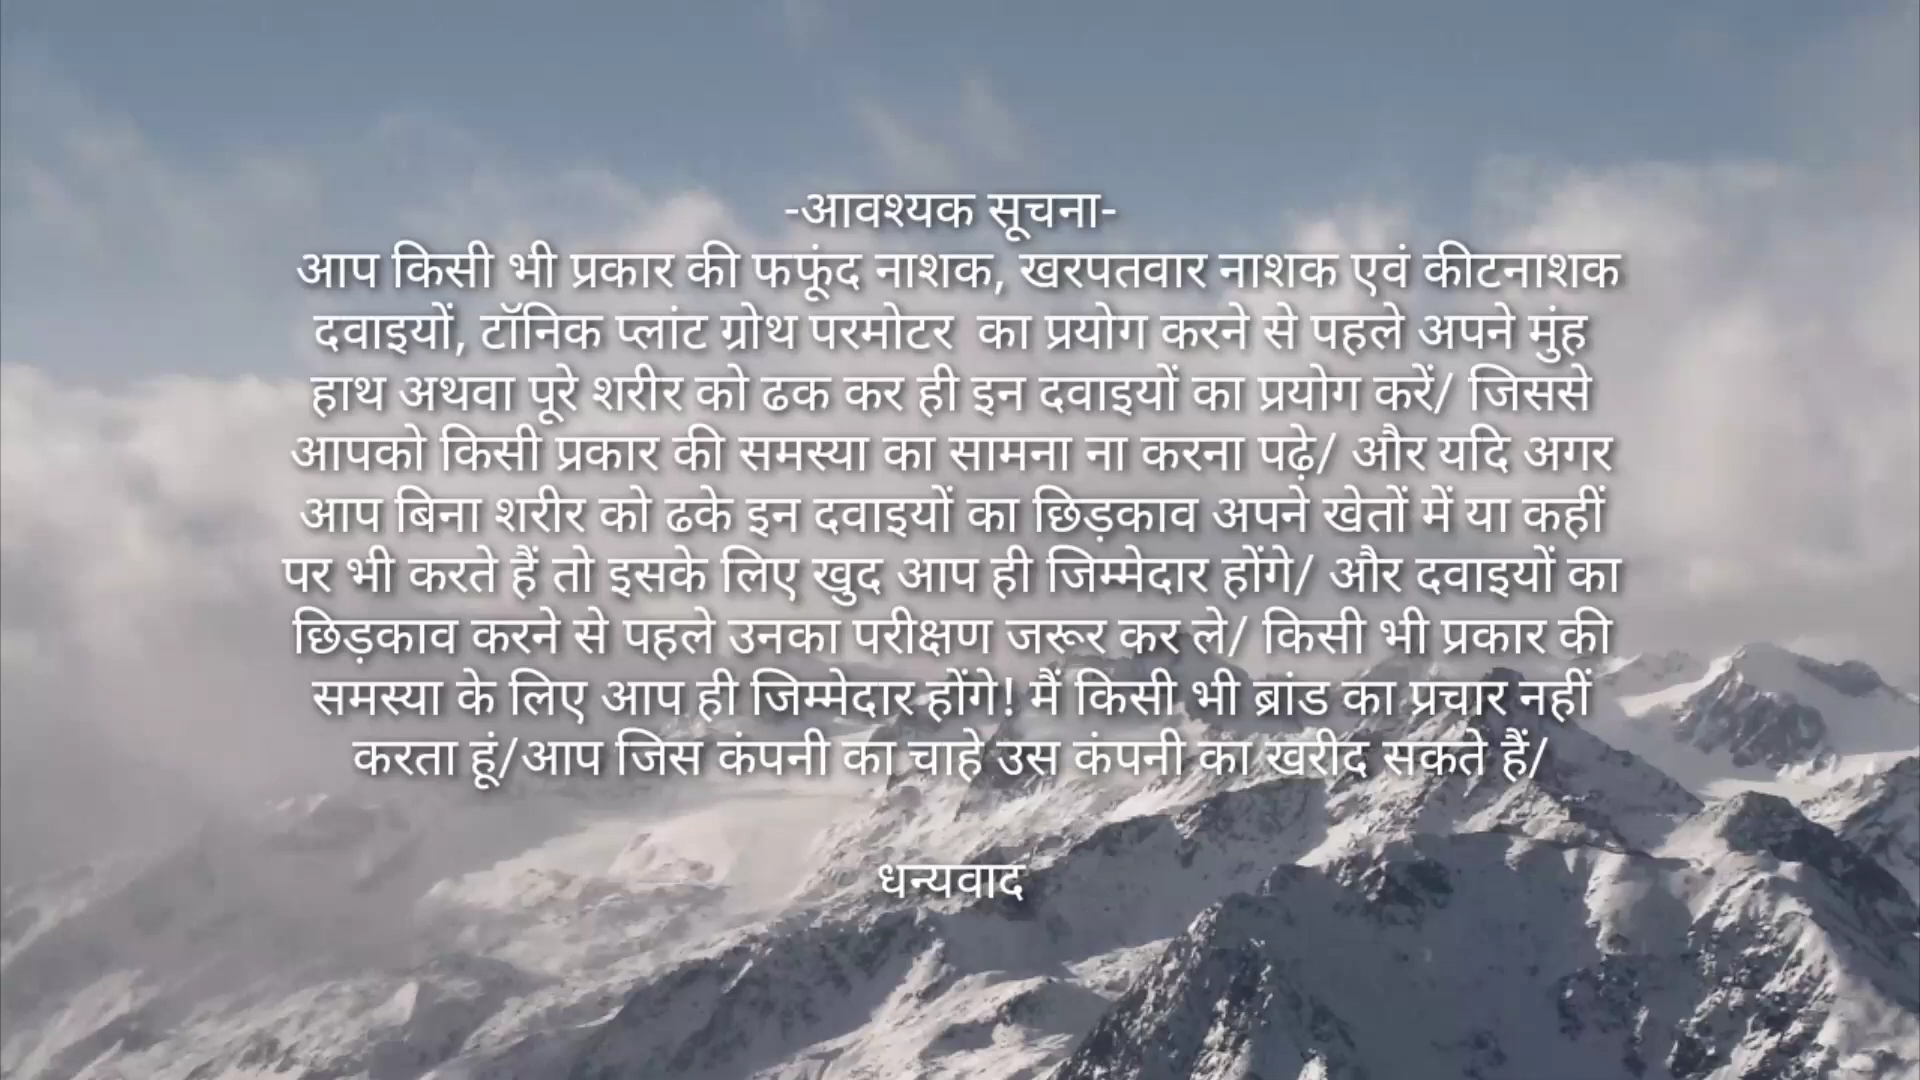 -आवश्यक सूचना-
आप किसी भी प्रकार की फफूंद नाशक, खरपतवार नाशक एवं कीटनाशक
दवाइयों, टॉनिक प्लांट ग्रोथ परमोटर  का प्रयोग करने से पहले अपने मुंह
हाथ अथवा पूरे शरीर को ढक कर ही इन दवाइयों का प्रयोग करें/ जिससे
आपको किसी प्रकार की समस्या का सामना ना करना पढ़े/ और यदि अगर
आप बिना शरीर को ढके इन दवाइयों का छिड़काव अपने खेतों में या कहीं
पर भी करते हैं तो इसके लिए खुद आप ही जिम्मेदार होंगे/ और दवाइयों का
छिड़काव करने से पहले उनका परीक्षण जरूर कर ले/ किसी भी प्रकार की
समस्या के लिए आप ही जिम्मेदार होंगे! मैं किसी भी ब्रांड का प्रचार नहीं
करता हूं/आप जिस कंपनी का चाहे उस कंपनी का खरीद सकते हैं/
धन्यवाद